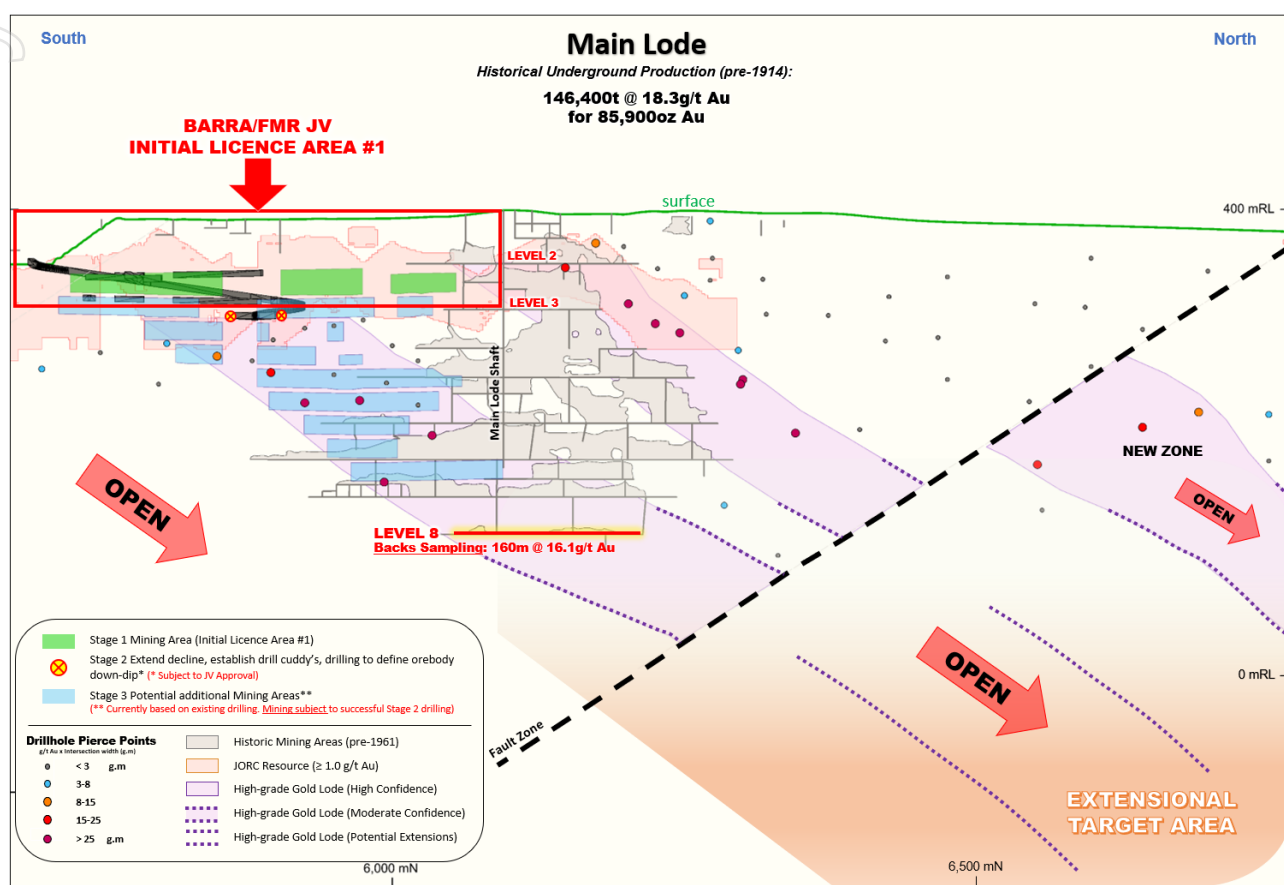 South
Main Lode
North
Historical Underground Production (pre-1914):
146,400t @ 18.3g/t Au
for 85,900oz Au
BARRA/FMR JV
INITIAL LICENCE AREA #1
surface
400 mRL
LEVEL 2
LEVEL 3
Main Lode Shaft
NEW ZONE
OPEN
OPEN
LEVEL 8
Backs Sampling: 160m @ 16.1g/t Au
OPEN
0 mRL
Fault Zone
EXTENSIONAL
TARGET AREA
Stage 1 Mining Area (Initial Licence Area #1)
Stage 2 Extend decline, establish drill cuddy's, drilling to define orebody
down-dip* (* Subject to JV Approval)
Stage 3 Potential additional Mining Areas**
(** Currently based on existing drilling. Mining subject to successful Stage 2 drilling)
Drillhole Pierce Points
g/t Au x Intersection width (g.m)
< 3 g.m
3-8
8-15
15-25
> 25 g.m
Historic Mining Areas (pre-1961)
JORC Resource (≥ 1.0 g/t Au)
High-grade Gold Lode (High Confidence)
High-grade Gold Lode (Moderate Confidence)
High-grade Gold Lode (Potential Extensions)
6,000 mN
6,500 mN